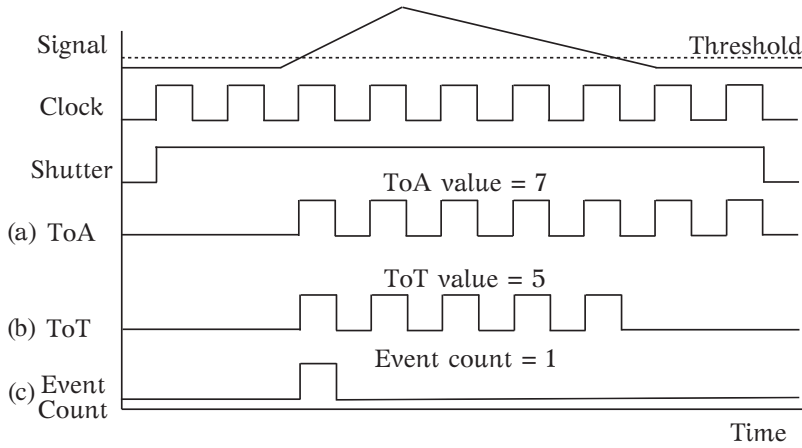 Signal
Threshold
Clock
Shutter
ToA value = 7
(a) ToA
ToT value = 5
(b) ToT
Event count = 1
(c) Event
Count
Time